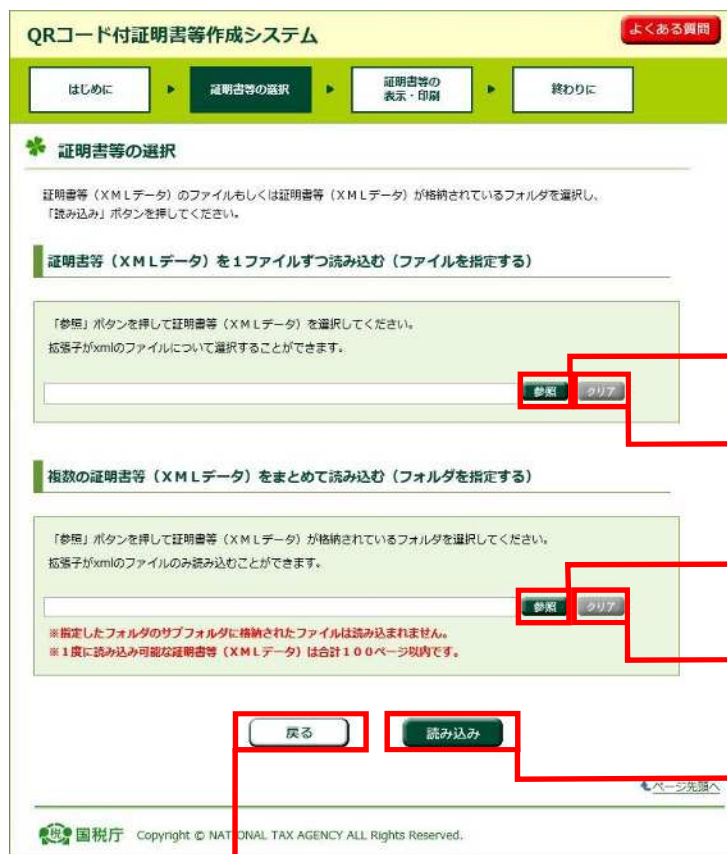 QRコード付証明書等作成システム
よくある質問
はじめに
証明書等の選択
証明書等の
表示・印刷
終わりに
証明書等の選択
証明書等(XMLデータ)のファイルもしくは証明書等(XMLデータ)が格納されているフォルダを選択し、
「読み込み」ボタンを押してください。
証明書等(XMLデータ)を1ファイルずつ読み込む(ファイルを指定する)
「参照」ボタンを押して証明書等(XMLデータ)を選択してください。
拡張子がxmlのファイルについて選択することができます。
参照 クリア
複数の証明書等(XMLデータ)をまとめて読み込む(フォルダを指定する)
「参照」ボタンを押して証明書等(XMLデータ)が格納されているフォルダを選択してください。
拡張子がxmlのファイルのみ読み込むことができます。
参照 クリア
※指定したフォルダのサブフォルダに格納されたファイルは読み込まれません。
※1度に読み込み可能な証明書等(XMLデータ)は合計100ページ以内です。
戻る 読み込み
ページ先頭へ
税 国税庁 Copyright © NATIONAL TAX AGENCY ALL Rights Reserved.